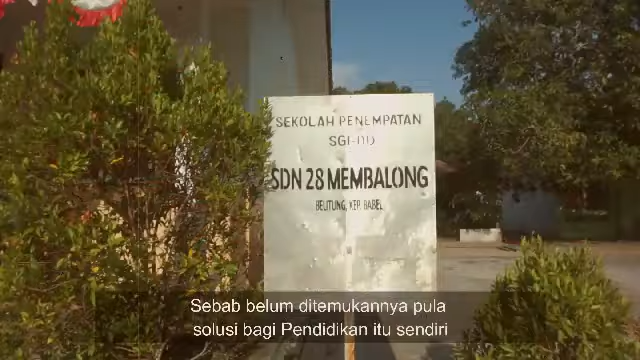 SEKOLAH PENEMPATAN
SGI-DD
SDN 28 MEMBALONG
BELITUNG, KEP. BABEL
Sebab belum ditemukannya pula
solusi bagi Pendidikan itu sendiri